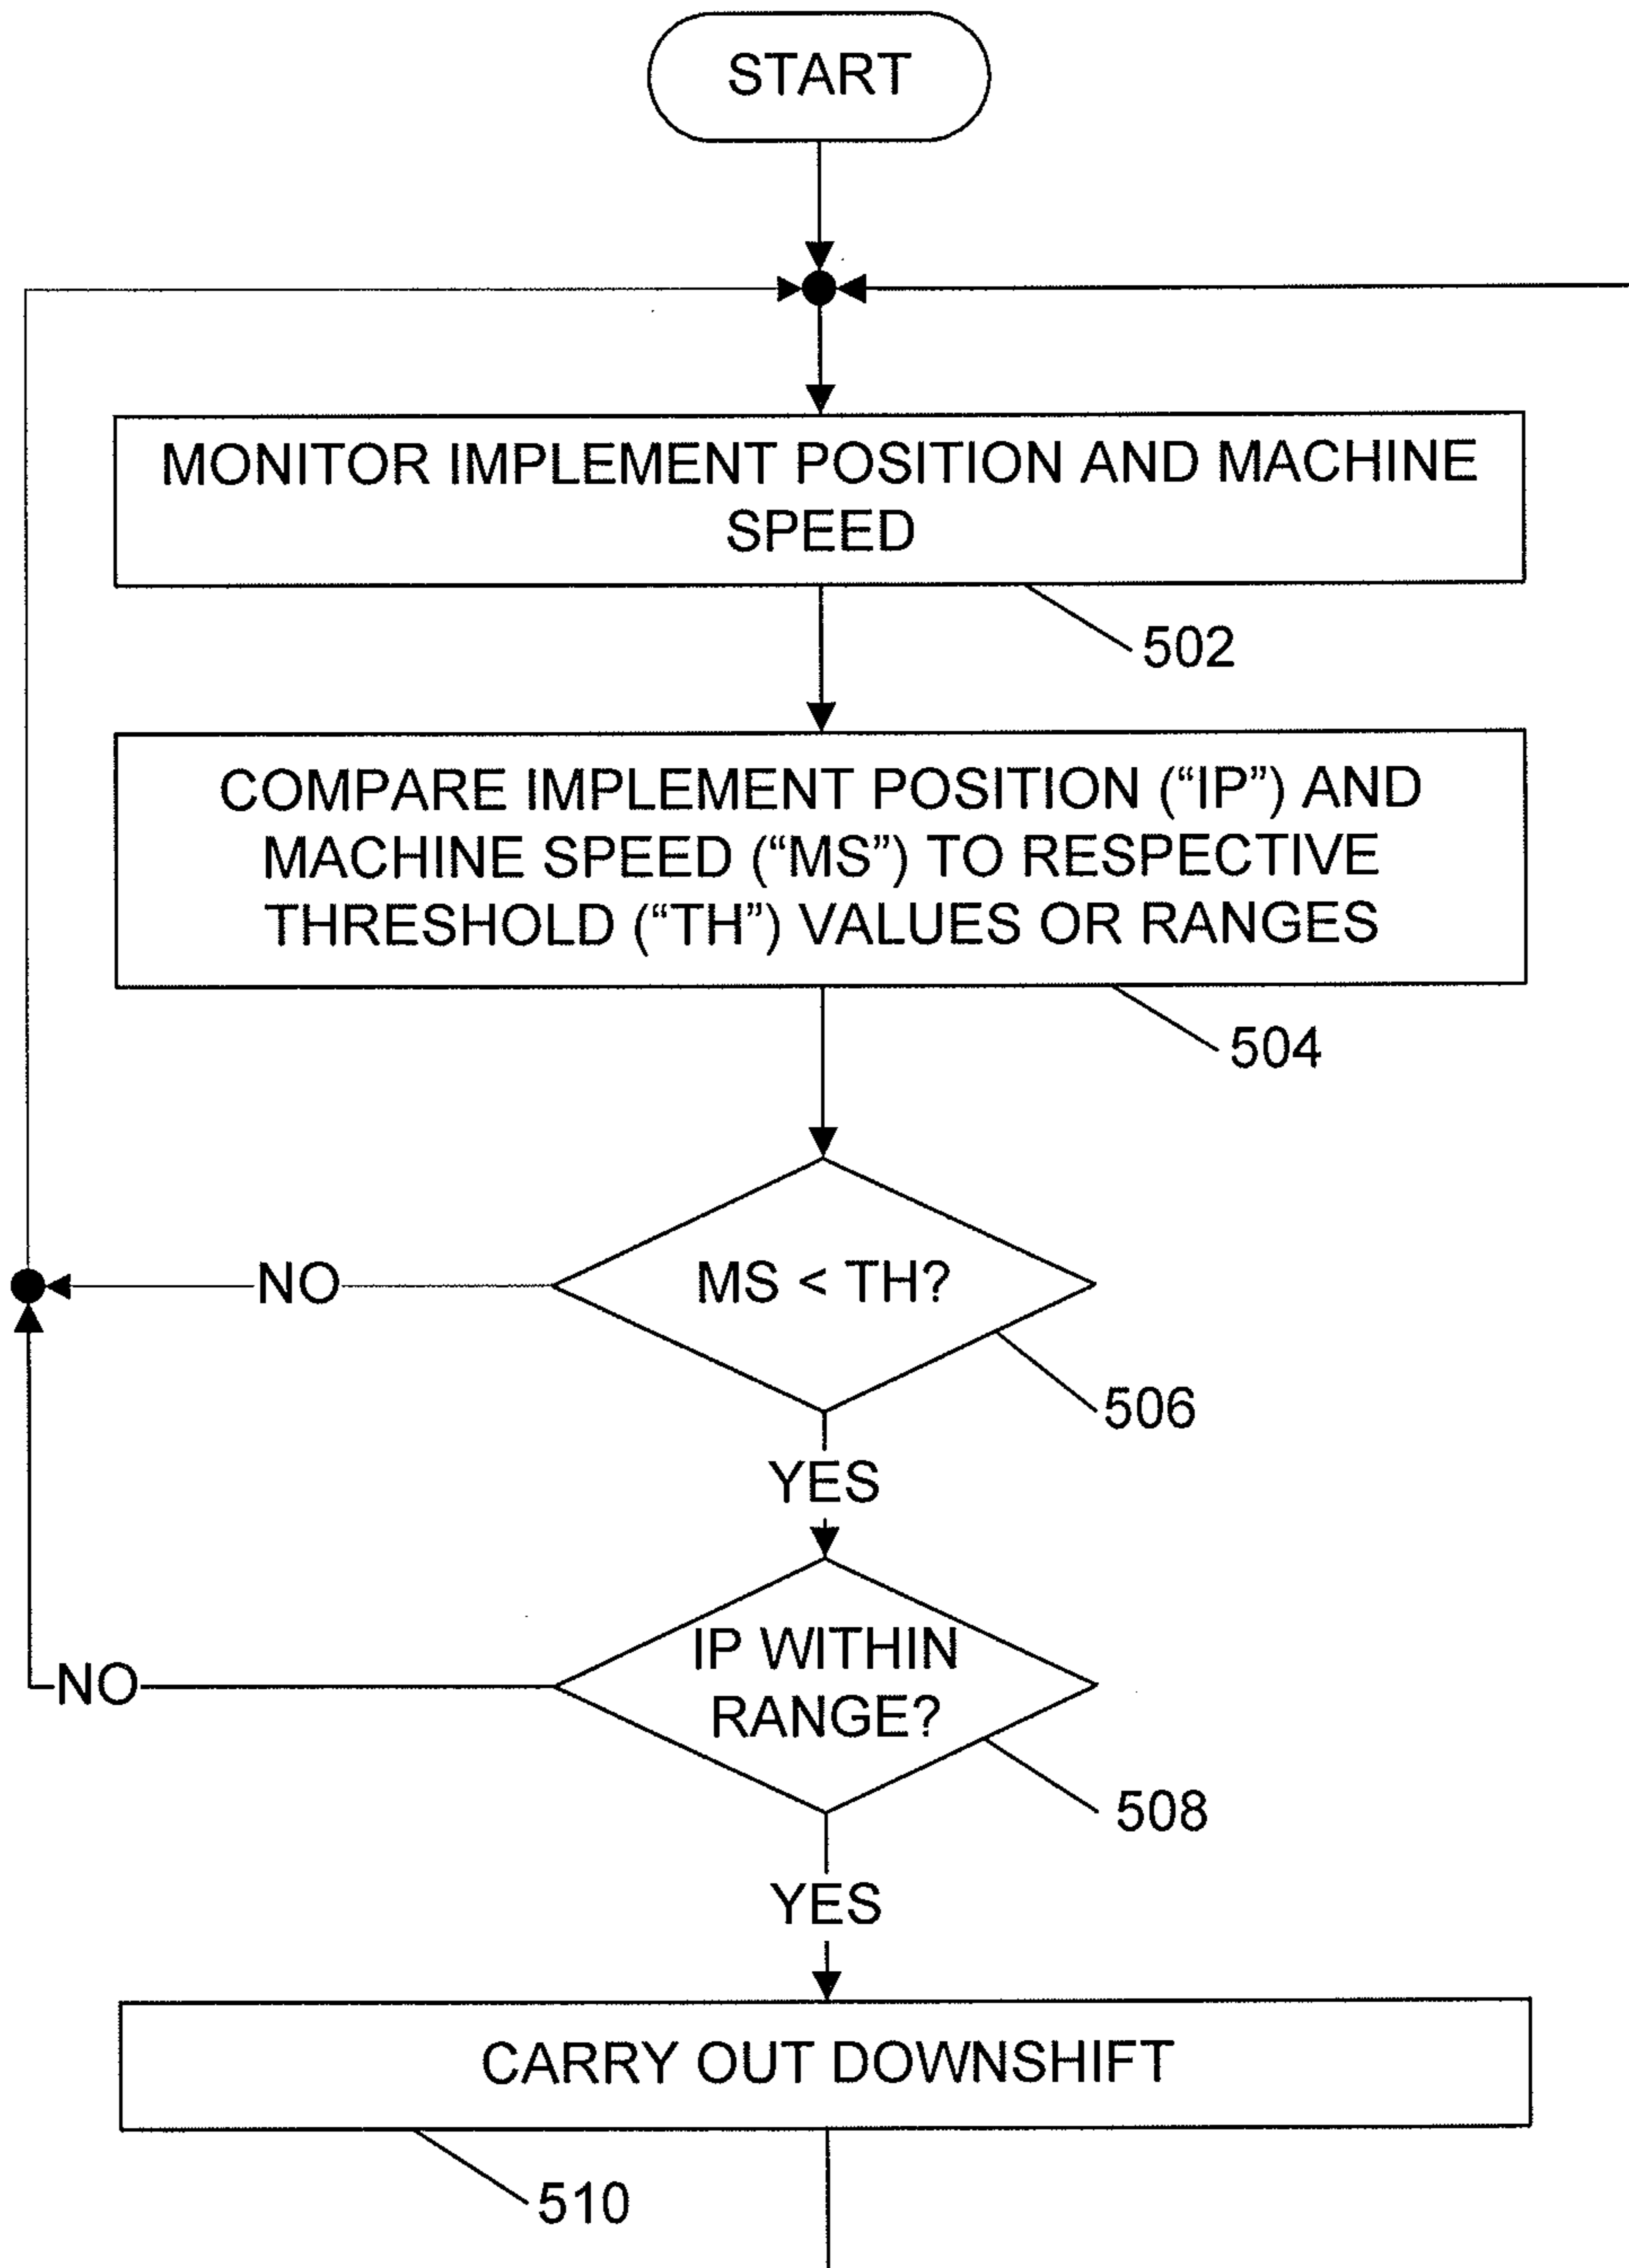 START
MONITOR IMPLEMENT POSITION AND MACHINE
SPEED
502
COMPARE IMPLEMENT POSITION (“IP”) AND
MACHINE SPEED (“MS”) TO RESPECTIVE
THRESHOLD (“TH”) VALUES OR RANGES
504
MS < TH?
NO
506
YES
IP WITHIN
RANGE?
NO
508
YES
CARRY OUT DOWNSHIFT
510